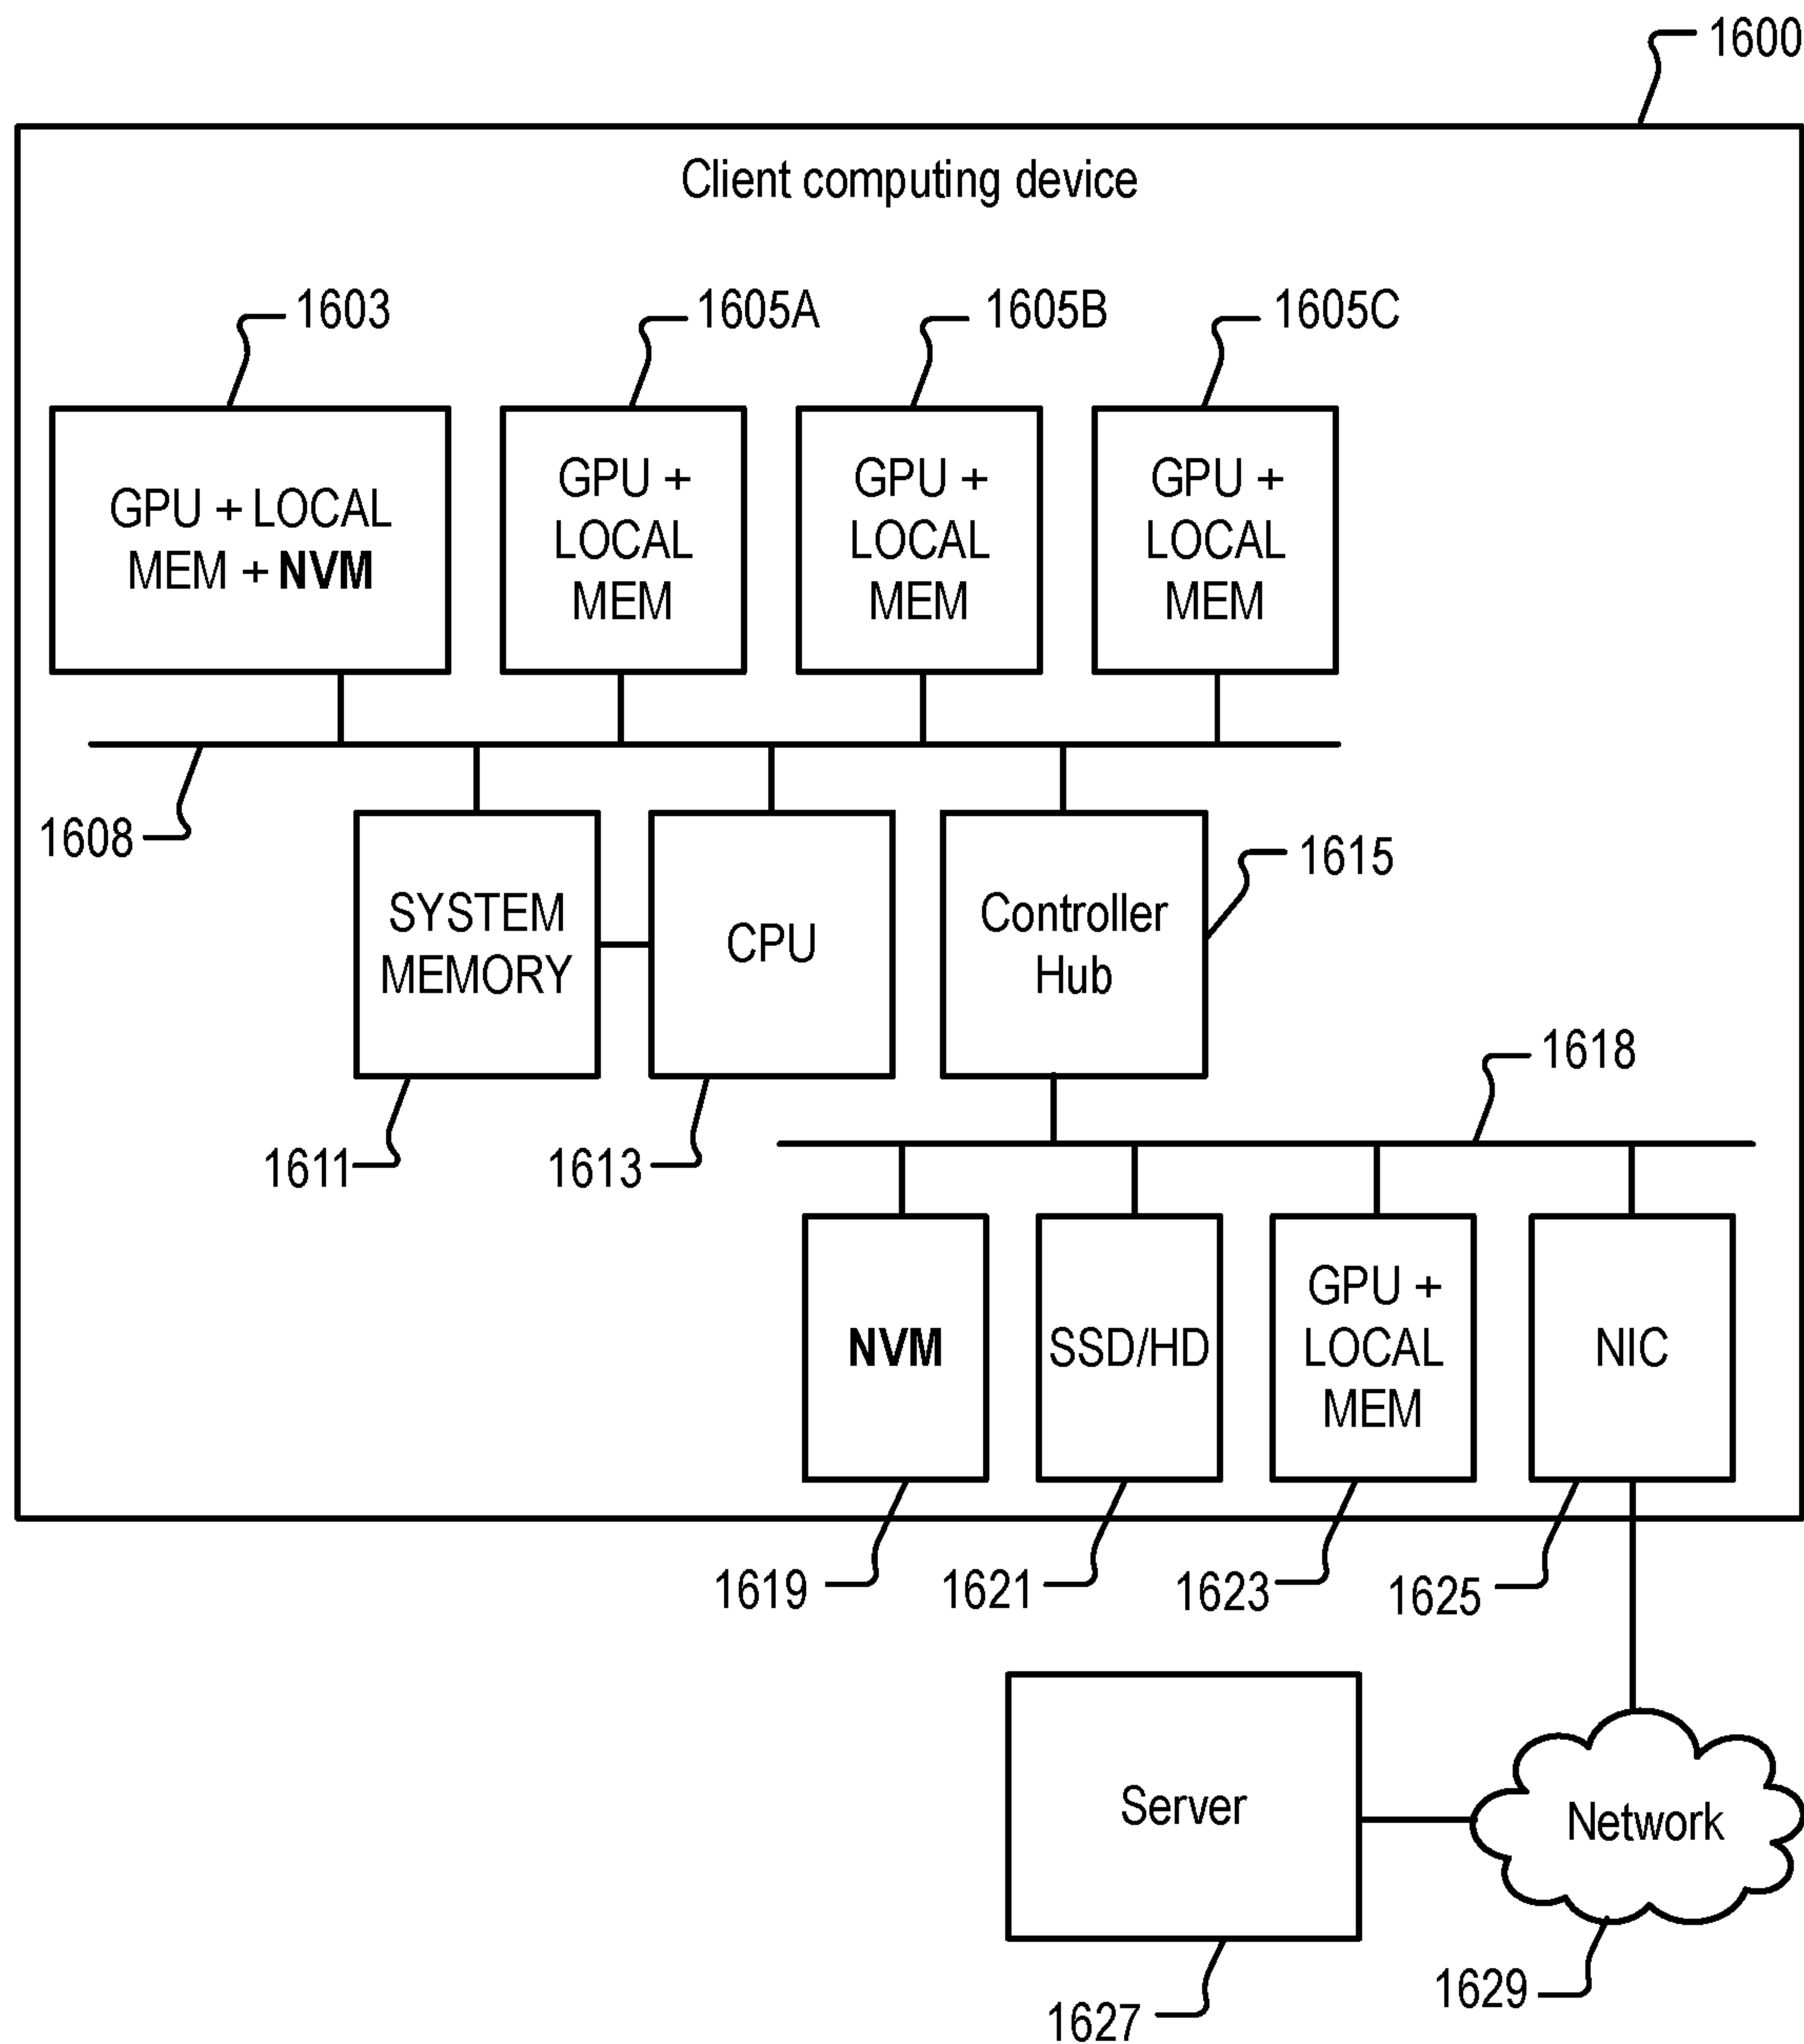 1600
Client computing device
1603
1605A
1605B
1605C
GPU + LOCAL
MEM + NVM
GPU +
LOCAL
MEM
GPU +
LOCAL
MEM
GPU +
LOCAL
MEM
1608
SYSTEM
MEMORY
CPU
Controller
Hub
1615
1611
1613
1618
NVM
SSD/HD
GPU +
LOCAL
MEM
NIC
1619
1621
1623
1625
Server
Network
1627
1629